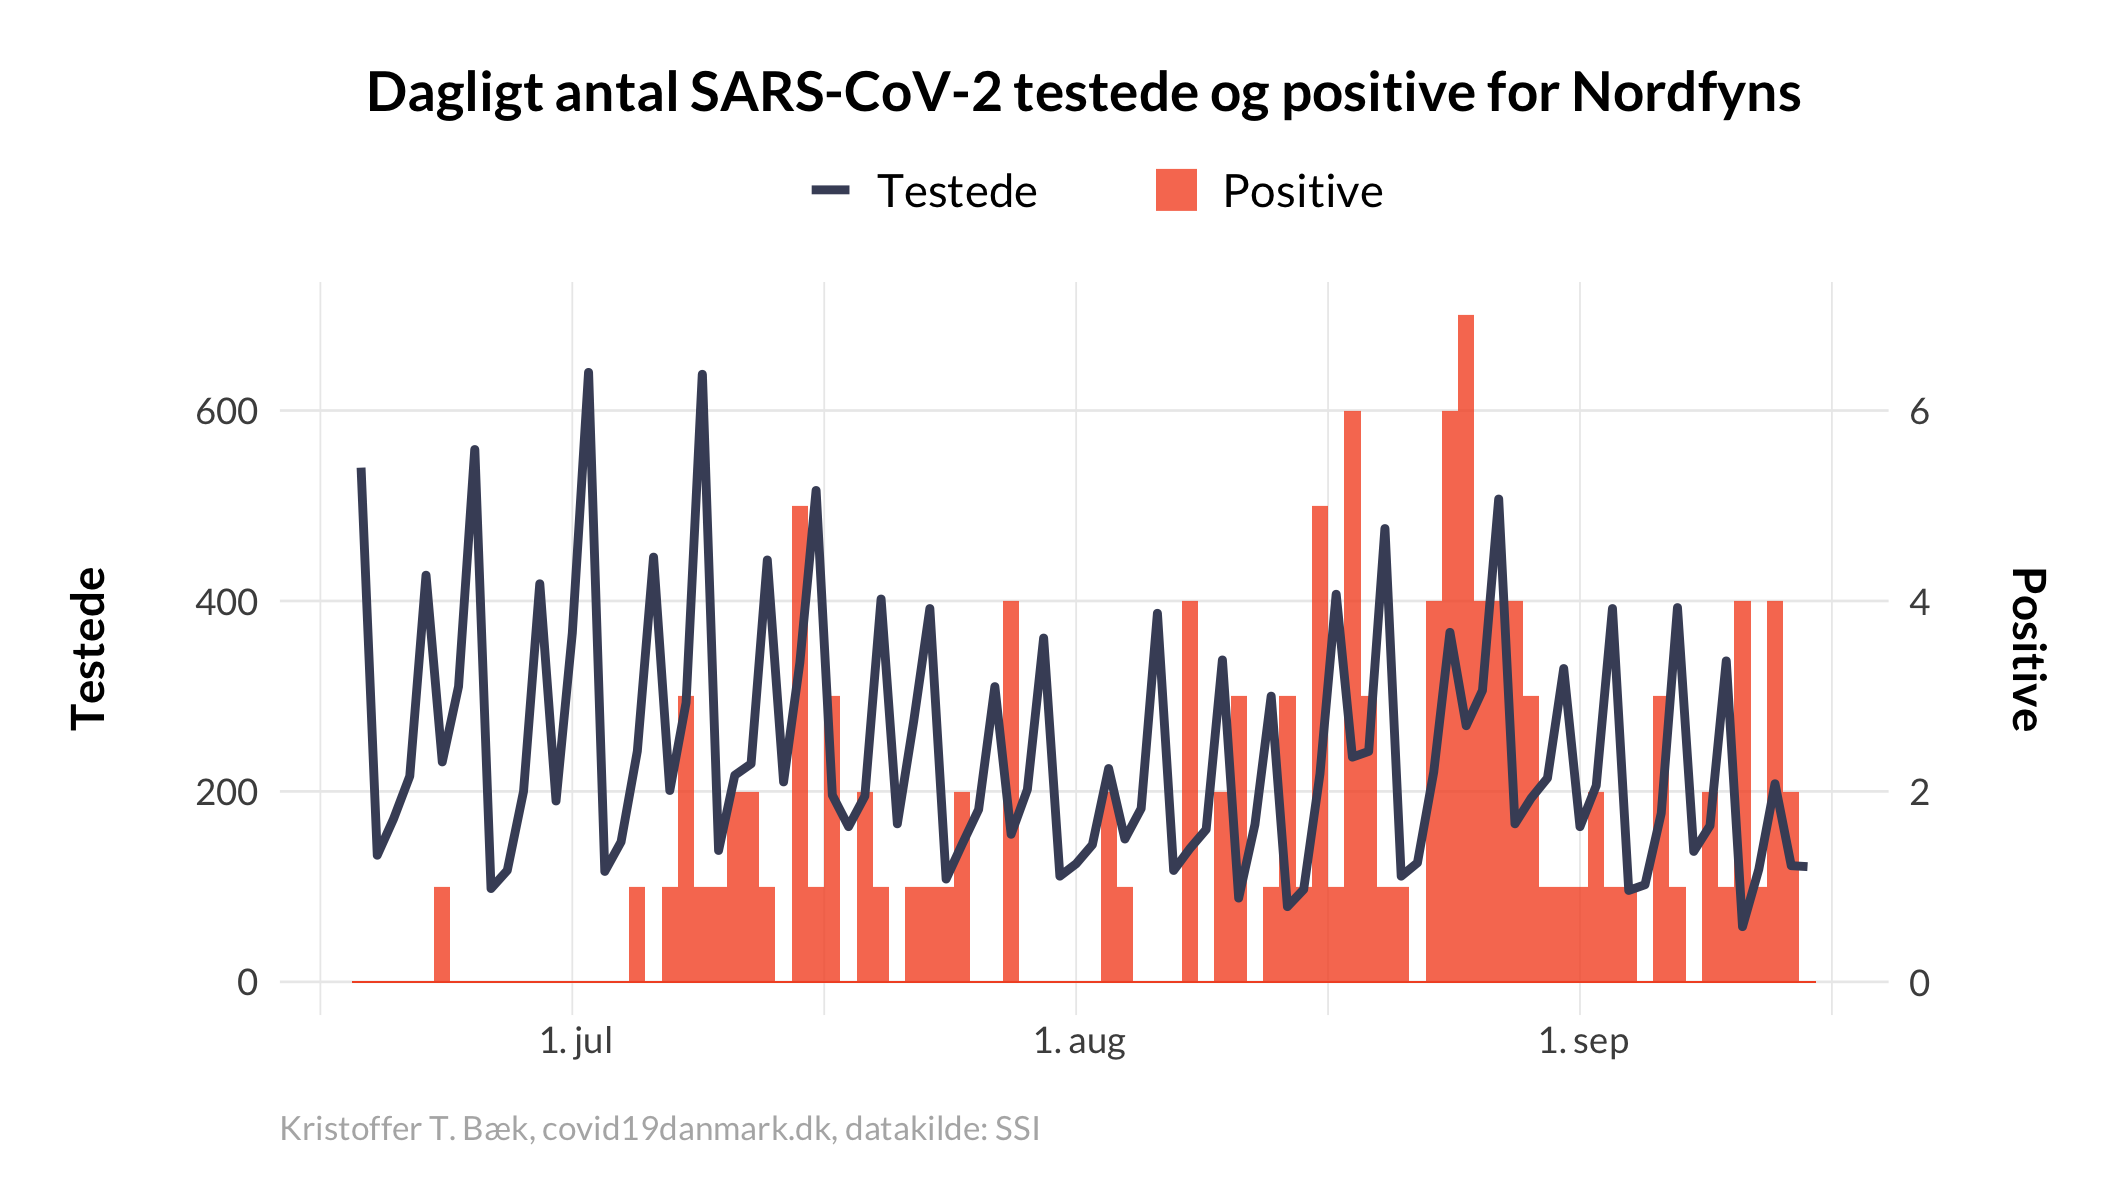 Dagligt antal SARS-CoV-2 testede og positive for Nordfyns
Testede
Positive
Testede
600
400
200
0
6
4
2
0
Positive
1. jul
1. aug
1. sep
Kristoffer T. Bæk, covid19danmark.dk, datakilde: SSI